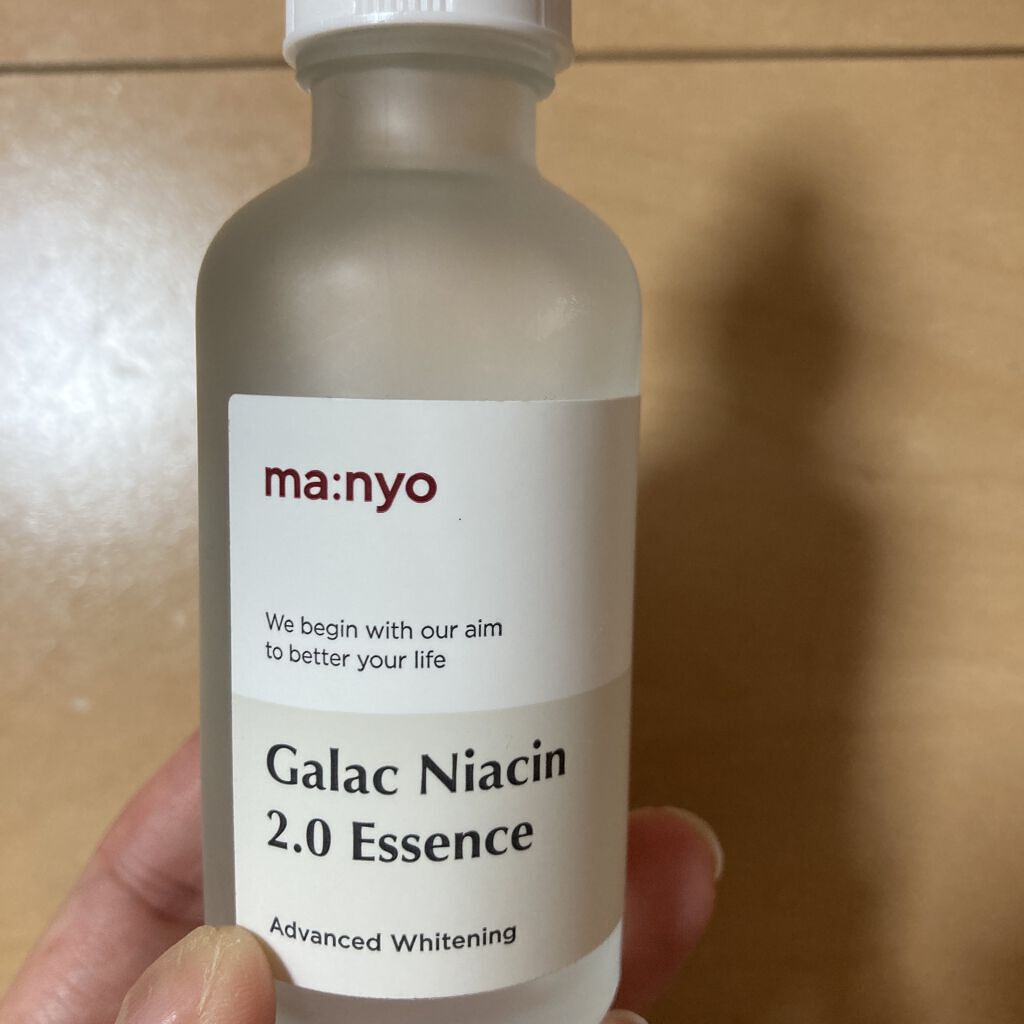 ma:nyo
We begin with our aim
to better your life
Galac Niacin
2.0 Essence
Advanced Whitening